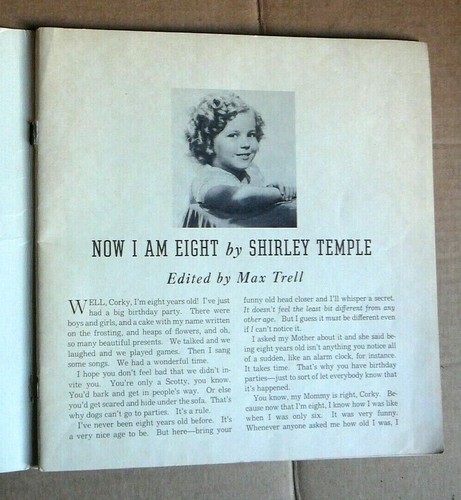 NOW I AM EIGHT by SHIRLEY TEMPLE
Edited by Max Trell
WELL, Corky, I'm eight years old! I've just
had a big birthday party. There were
boys and girls, and a cake with my name written
on the frosting, and heaps of flowers, and oh,
so many beautiful presents. We talked and we
laughed and we played games. Then I sang
some songs. We had a wonderful time.
I hope you don't feel bad that we didn't in-
vite you. You're only a Scotty, you know.
You'd bark and get in people's way. Or else
you'd get scared and hide under the sofa. That's
why dogs can't go to parties. It's a rule.
I've never been eight years old before. It's
a very nice age to be. But here—bring your
funny old head closer and I'll whisper a secret.
It doesn't feel the least bit different from any
other age. But I guess it must be different even
if I can't notice it.
I asked my Mother about it and she said be-
ing eight years old isn't anything you notice all
of a sudden, like an alarm clock, for instance.
It takes time. That's why you have birthday
parties—just to sort of let everybody know that
it's happened.
You know, my Mommy is right, Corky. Be-
cause now that I'm eight, I know how I was like
when I was only six. It was very funny.
Whenever anyone asked me how old I was, I